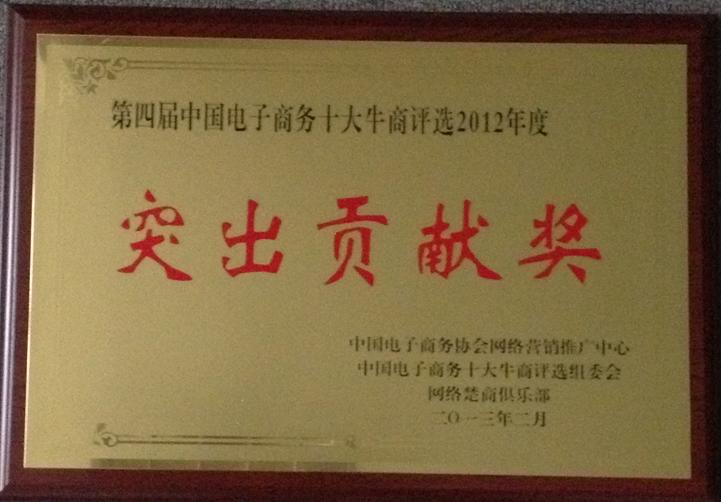 第四届中国电子商务十大牛商评选2012年度
突出贡献奖
中国电子商务协会网络营销推广中心
中国电子商务十大牛商评选组委会
网络楚商俱乐部
二〇一三年二月